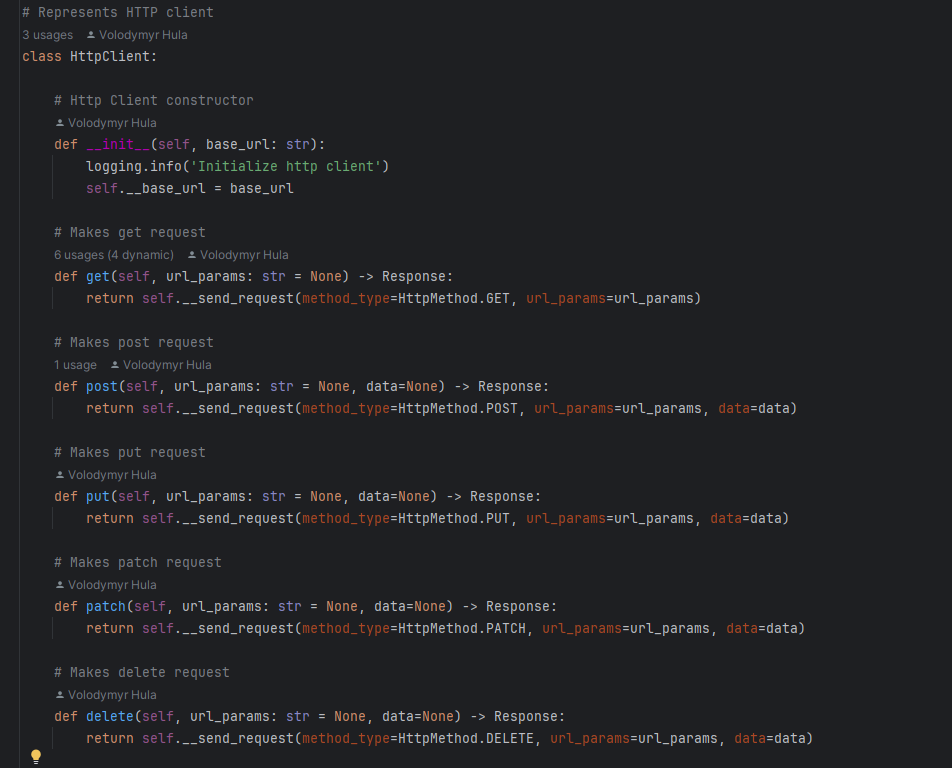 # Represents HTTP client
3 usages Volodymyr Hula
class HttpClient:
# Http Client constructor
Volodymyr Hula
def __init__(self, base_url: str):
logging.info('Initialize http client')
self.__base_url = base_url
# Makes get request
6 usages (4 dynamic) Volodymyr Hula
def get(self, url_params: str = None) -> Response:
return self.__send_request(method_type=HttpMethod.GET, url_params=url_params)
# Makes post request
1 usage Volodymyr Hula
def post(self, url_params: str = None, data=None) -> Response:
return self.__send_request(method_type=HttpMethod.POST, url_params=url_params, data=data)
# Makes put request
Volodymyr Hula
def put(self, url_params: str = None, data=None) -> Response:
return self.__send_request(method_type=HttpMethod.PUT, url_params=url_params, data=data)
# Makes patch request
Volodymyr Hula
def patch(self, url_params: str = None, data=None) -> Response:
return self.__send_request(method_type=HttpMethod.PATCH, url_params=url_params, data=data)
# Makes delete request
Volodymyr Hula
def delete(self, url_params: str = None, data=None) -> Response:
return self.__send_request(method_type=HttpMethod.DELETE, url_params=url_params, data=data)